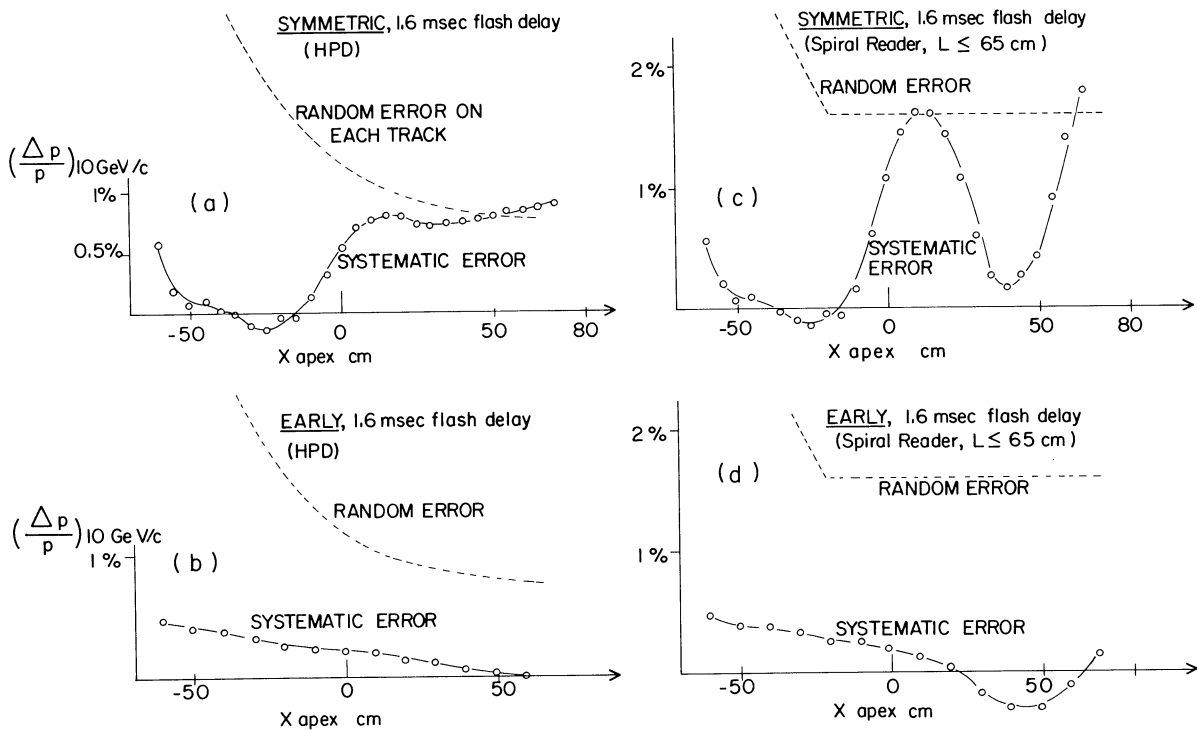 SYMMETRIC, 1.6 msec flash delay
(HPD)
RANDOM ERROR ON
EACH TRACK
(Δp/p) 10 GeV/c
1%
0.5%
(a)
SYSTEMATIC ERROR
-50
0
50
80
X apex cm
SYMMETRIC, 1.6 msec flash delay
(Spiral Reader, L ≤ 65 cm)
2%
RANDOM ERROR
1%
(c)
SYSTEMATIC
ERROR
-50
0
50
80
X apex cm
EARLY, 1.6 msec flash delay
(HPD)
RANDOM ERROR
(Δp/p) 10 GeV/c
1%
(b)
SYSTEMATIC ERROR
-50
0
50
X apex cm
EARLY, 1.6 msec flash delay
(Spiral Reader, L ≤ 65 cm)
2%
(d)
RANDOM ERROR
1%
SYSTEMATIC ERROR
-50
0
50
X apex cm